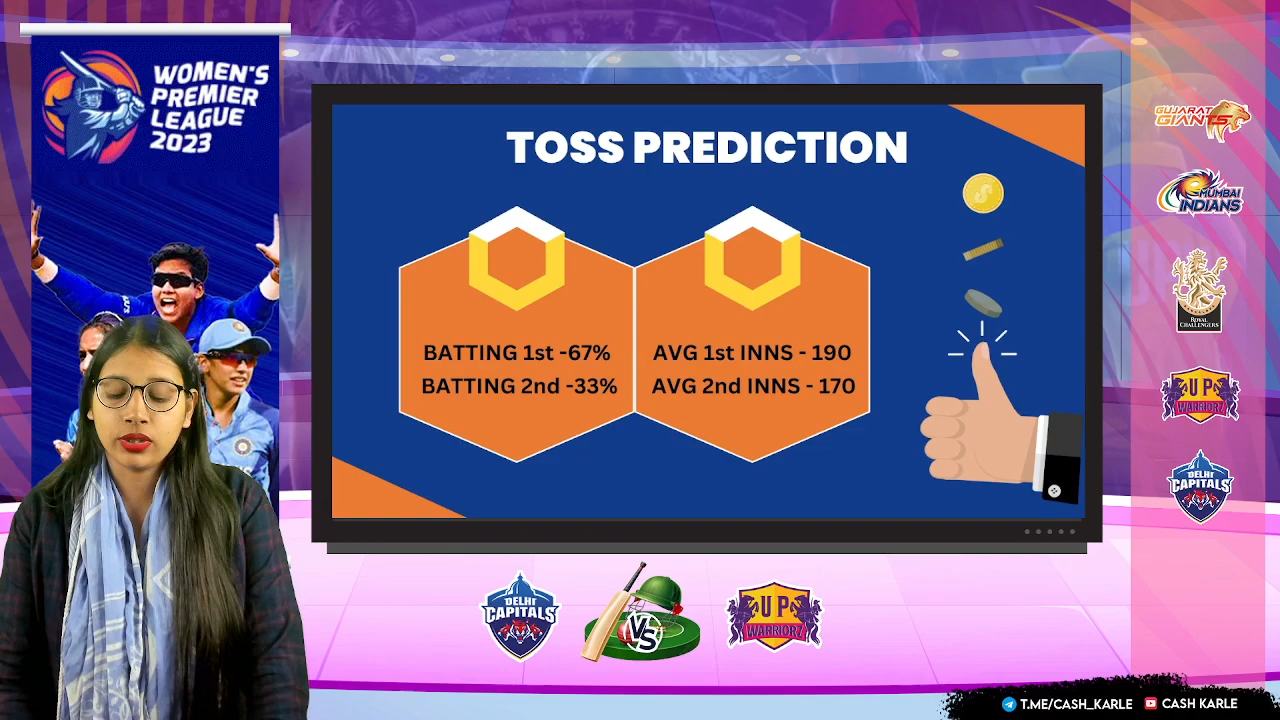 WOMEN'S
PREMIER
LEAGUE
2023
TOSS PREDICTION
BATTING 1st -67%
BATTING 2nd -33%
AVG 1st INNS - 190
AVG 2nd INNS - 170
GUJARAT
GIANTS
MUMBAI
INDIANS
ROYAL
CHALLENGERS
UP
WARRIORZ
DELHI
CAPITALS
DELHI
CAPITALS
VS
UP
WARRIORZ
T.ME/CASH_KARLE
CASH KARLE